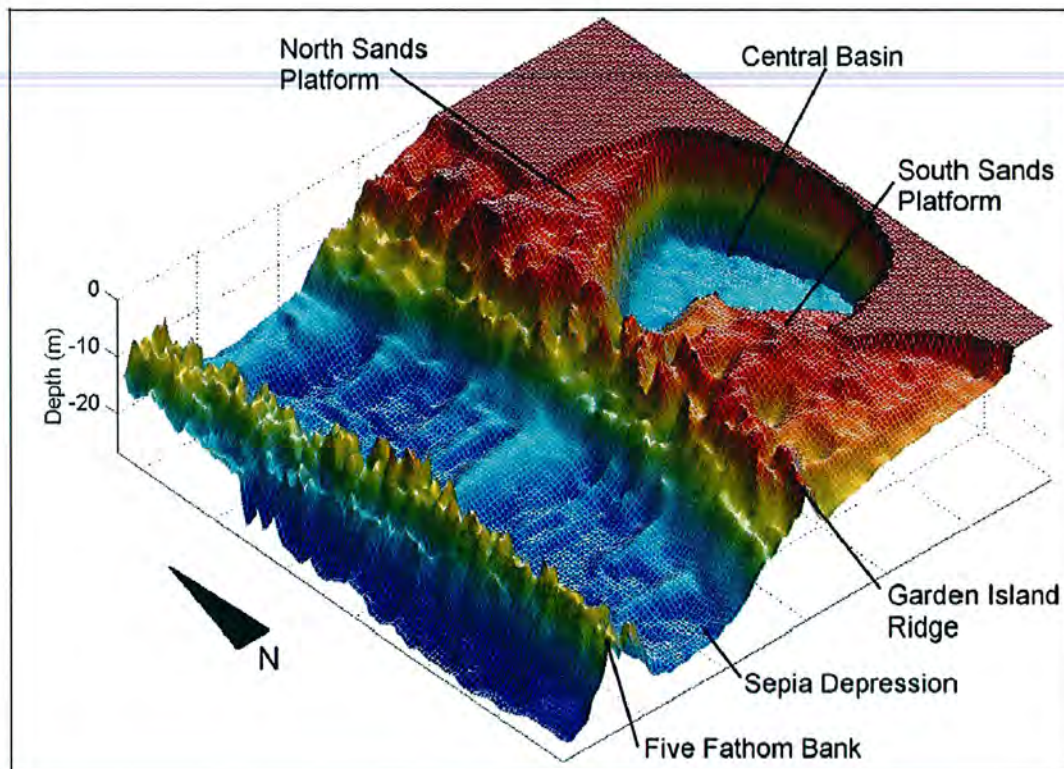 North Sands
Platform
Central Basin
South Sands
Platform
0
-10
-20
Depth (m)
N
Garden Island
Ridge
Sepia Depression
Five Fathom Bank